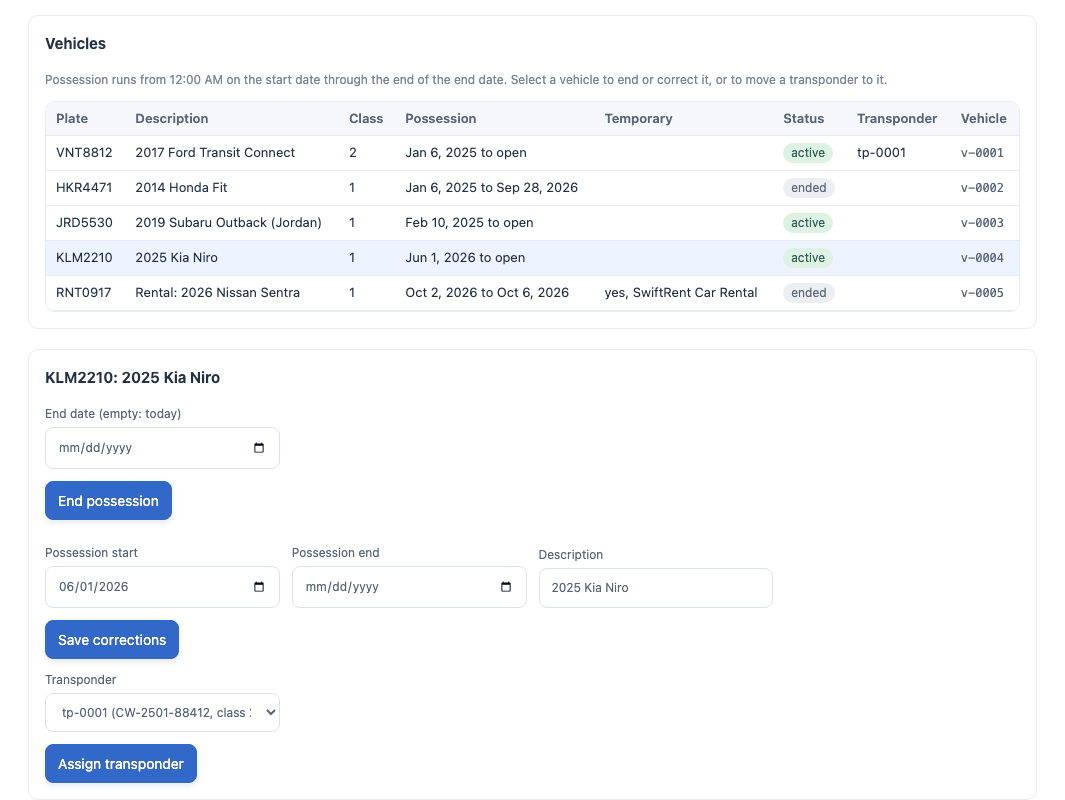 Vehicles
Possession runs from 12:00 AM on the start date through the end of the end date. Select a vehicle to end or correct it, or to move a transponder to it.
Plate Description Class Possession Temporary Status Transponder Vehicle
VNT8812 2017 Ford Transit Connect 2 Jan 6, 2025 to open active tp-0001 v-0001
HKR4471 2014 Honda Fit 1 Jan 6, 2025 to Sep 28, 2026 ended v-0002
JRD5530 2019 Subaru Outback (Jordan) 1 Feb 10, 2025 to open active v-0003
KLM2210 2025 Kia Niro 1 Jun 1, 2026 to open active v-0004
RNT0917 Rental: 2026 Nissan Sentra 1 Oct 2, 2026 to Oct 6, 2026 yes, SwiftRent Car Rental ended v-0005
KLM2210: 2025 Kia Niro
End date (empty: today)
mm/dd/yyyy
End possession
Possession start Possession end Description
06/01/2026 mm/dd/yyyy 2025 Kia Niro
Save corrections
Transponder
tp-0001 (CW-2501-88412, class
Assign transponder